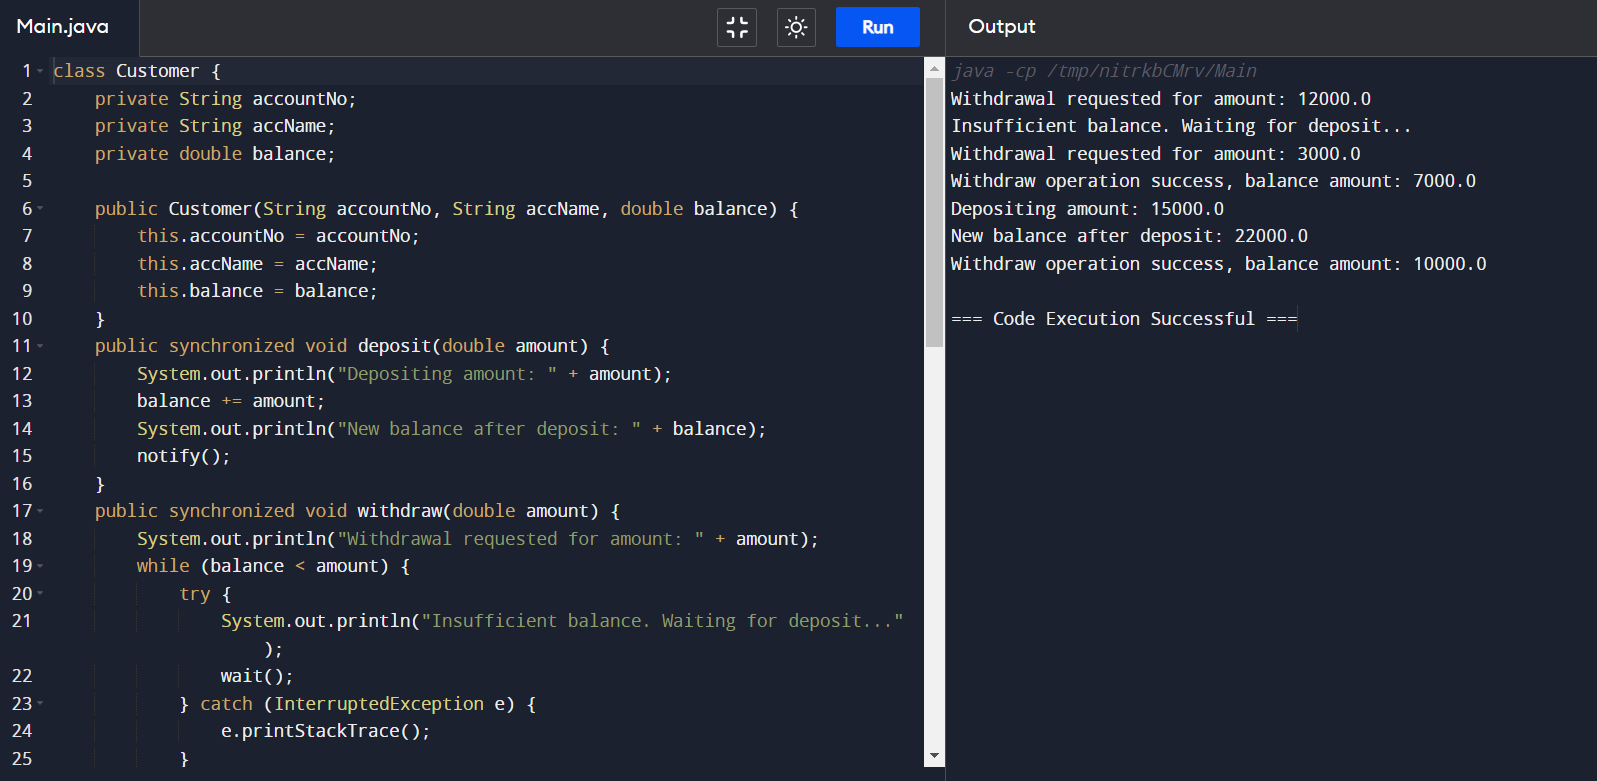 Main.java
Run
Output
1 class Customer {
2 private String accountNo;
3 private String accName;
4 private double balance;
5
6 public Customer(String accountNo, String accName, double balance) {
7 this.accountNo = accountNo;
8 this.accName = accName;
9 this.balance = balance;
10 }
11 public synchronized void deposit(double amount) {
12 System.out.println("Depositing amount: " + amount);
13 balance += amount;
14 System.out.println("New balance after deposit: " + balance);
15 notify();
16 }
17 public synchronized void withdraw(double amount) {
18 System.out.println("Withdrawal requested for amount: " + amount);
19 while (balance < amount) {
20 try {
21 System.out.println("Insufficient balance. Waiting for deposit..."
);
22 wait();
23 } catch (InterruptedException e) {
24 e.printStackTrace();
25 }
java -cp /tmp/nitrkbCMrv/Main
Withdrawal requested for amount: 12000.0
Insufficient balance. Waiting for deposit...
Withdrawal requested for amount: 3000.0
Withdraw operation success, balance amount: 7000.0
Depositing amount: 15000.0
New balance after deposit: 22000.0
Withdraw operation success, balance amount: 10000.0
=== Code Execution Successful ===